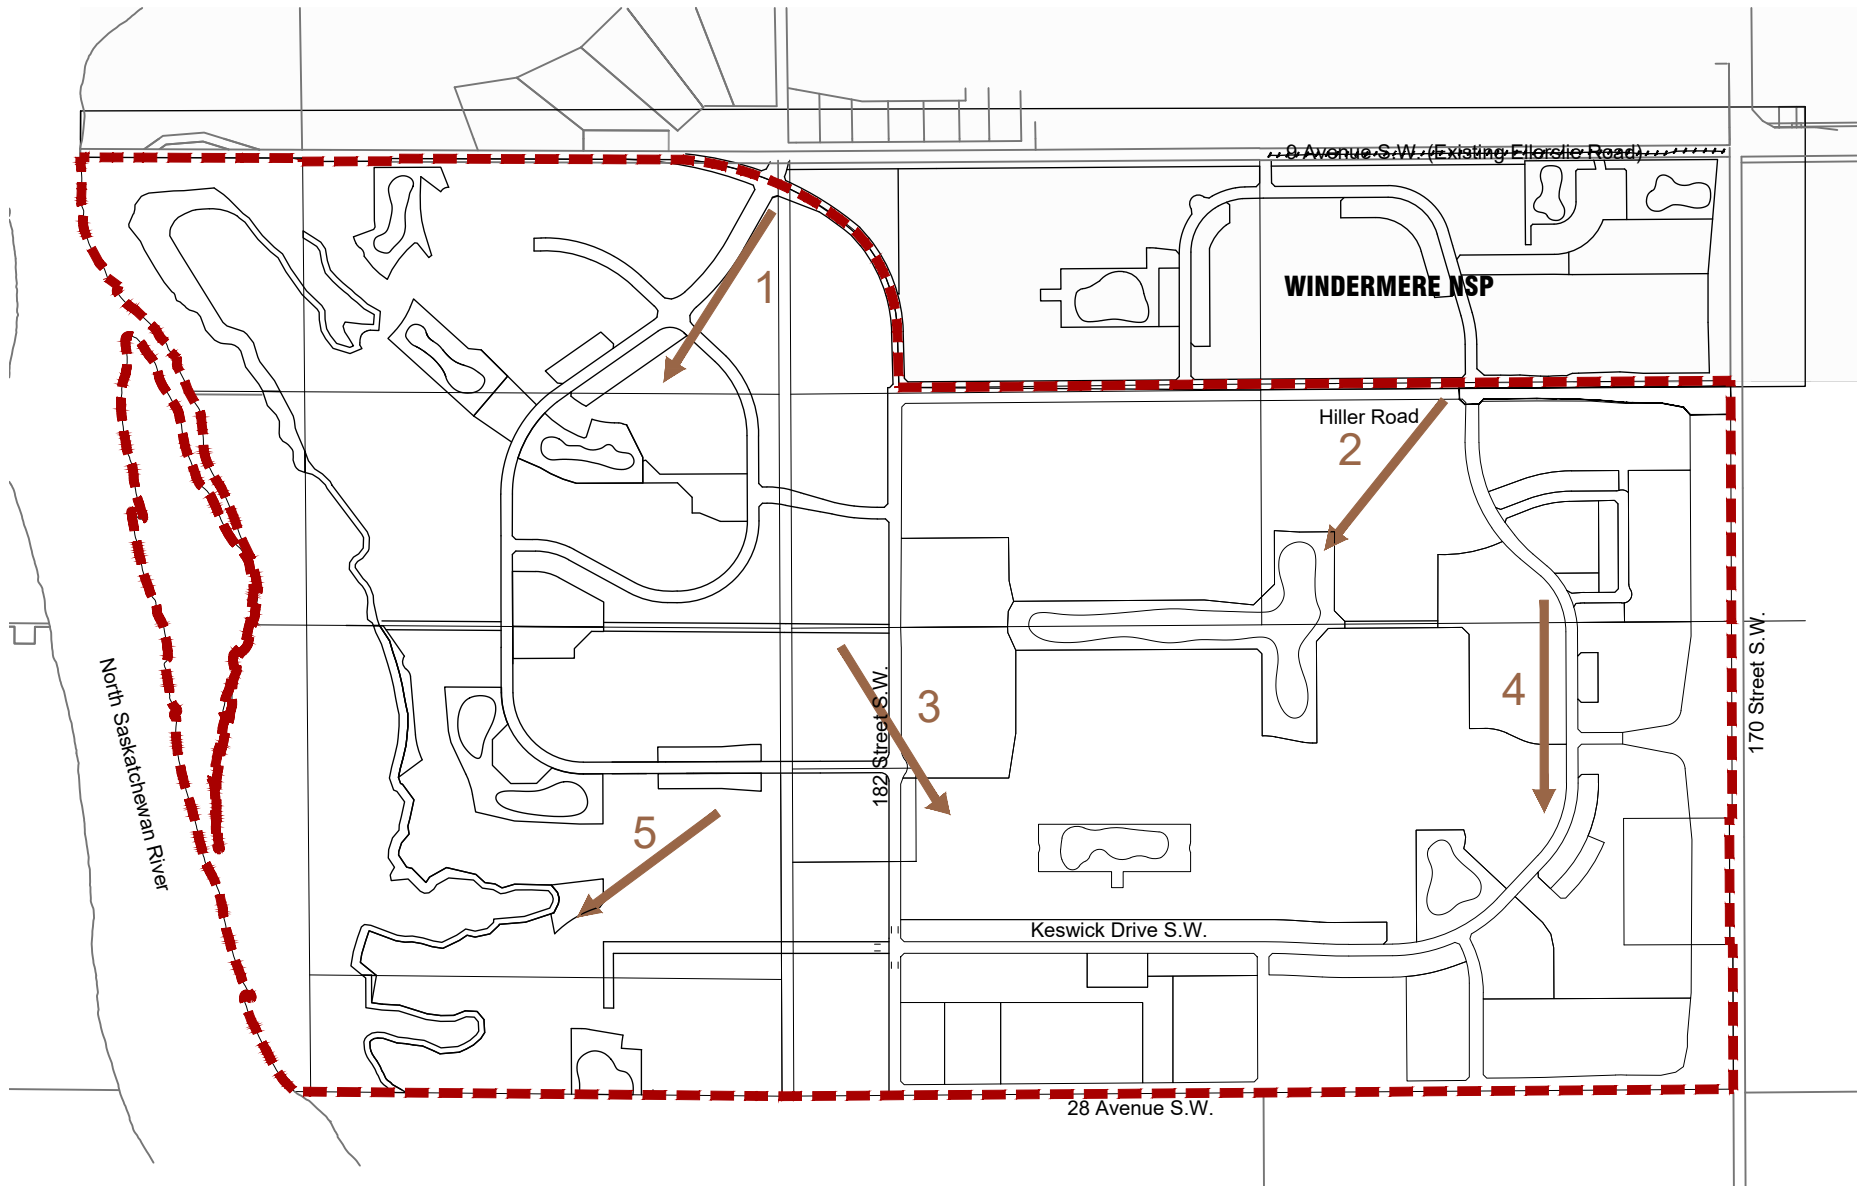 9 Avenue S.W. (Existing Ellerslie Road)
1
WINDERMERE NSP
Hiller Road
2
North Saskatchewan River
182 Street S.W.
3
4
170 Street S.W.
5
Keswick Drive S.W.
28 Avenue S.W.